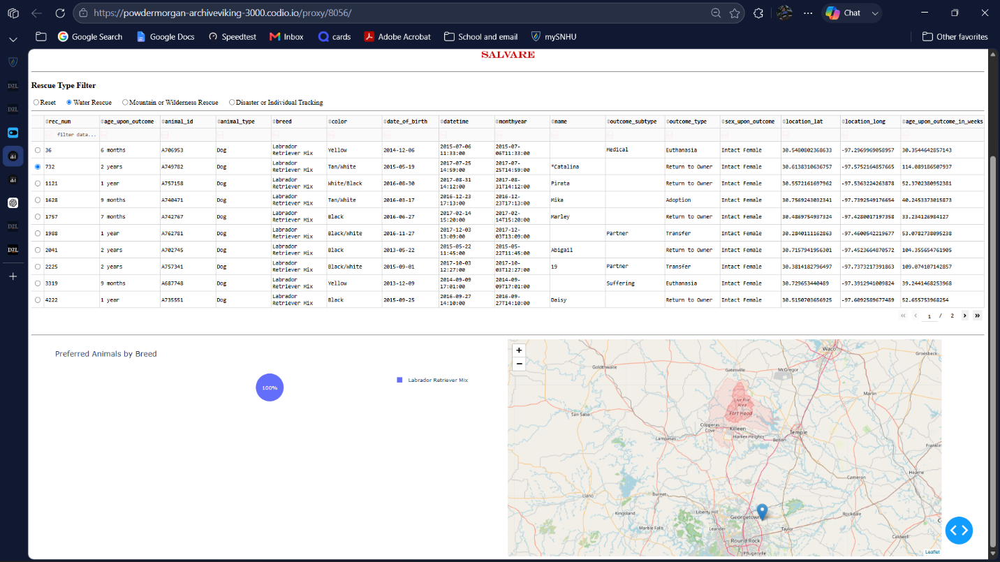 https://powdermorgan-archiveviking-3000.codio.io/proxy/8056/
Chat
Google Search
Google Docs
Speedtest
Inbox
cards
Adobe Acrobat
School and email
mySNHU
Other favorites
SALVARE
Rescue Type Filter
Reset Water Rescue Mountain or Wilderness Rescue Disaster or Individual Tracking
rec_num age_upon_outcome animal_id animal_type breed color date_of_birth datetime monthyear name outcome_subtype outcome_type sex_upon_outcome location_lat location_long age_upon_outcome_in_weeks
filter data...
36 6 months A706953 Dog Labrador Retriever Mix Yellow 2014-12-06 2015-07-06 11:33:00 2015-07-06T11:33:00 Medical Euthanasia Intact Female 30.5480802368633 -97.2969969058957 30.3544642857143
732 2 years A749782 Dog Labrador Retriever Mix Tan/White 2015-05-19 2017-07-25 14:59:00 2017-07-25T14:59:00 *Catalina Return to Owner Intact Female 30.6138310636757 -97.5752164857665 114.089186507937
1121 1 year A757158 Dog Labrador Retriever Mix White/Black 2016-08-30 2017-08-31 14:12:00 2017-08-31T14:12:00 Pirata Return to Owner Intact Female 30.5572161697962 -97.5363224263878 52.3702380952381
1628 9 months A740471 Dog Labrador Retriever Mix Tan/White 2016-03-17 2016-12-23 17:13:00 2016-12-23T17:13:00 Mika Adoption Intact Female 30.7569243032341 -97.7392549176654 40.2453373015873
1757 7 months A742767 Dog Labrador Retriever Mix Black 2016-06-27 2017-02-14 15:20:00 2017-02-14T15:20:00 Marley Return to Owner Intact Female 30.4869754937324 -97.4280017197358 33.234126984127
1988 1 year A762781 Dog Labrador Retriever Mix Black/White 2016-11-27 2017-12-03 13:09:00 2017-12-03T13:09:00 Partner Transfer Intact Female 30.2840111162863 -97.4600542219677 53.0782738095238
2041 2 years A702745 Dog Labrador Retriever Mix Black 2013-05-22 2015-05-22 11:45:00 2015-05-22T11:45:00 Abigail Return to Owner Intact Female 30.7157941956301 -97.4523664870572 104.355654761905
2225 2 years A757341 Dog Labrador Retriever Mix Black/White 2015-09-01 2017-10-03 12:27:00 2017-10-03T12:27:00 19 Partner Transfer Intact Female 30.3814182796497 -97.7373217391863 109.074107142857
3319 9 months A687748 Dog Labrador Retriever Mix Yellow 2013-12-09 2014-09-09 17:01:00 2014-09-09T17:01:00 Suffering Euthanasia Intact Female 30.729653440489 -97.3912941009824 39.2441468253968
4222 1 year A735551 Dog Labrador Retriever Mix Black 2015-09-25 2016-09-27 14:10:00 2016-09-27T14:10:00 Daisy Return to Owner Intact Female 30.5150703656925 -97.6092589677489 52.655753968254
1 / 2
Preferred Animals by Breed
100%
Labrador Retriever Mix
+
−
Waco
Groesbeck
Goldthwaite
Gatesville
McGregor
Marlin
Live Fire Area
Fort Hood
San Saba
Copperas Cove
Killeen
Temple
Lampasas
Harker Heights
Belton
Franklin
Hearne
Cameron
Llano
Burnet
Kingsland
Liberty Hill
Georgetown
Rockdale
Marble Falls
Leander
Taylor
Caldwell
Round Rock
Pflugerville
Leaflet